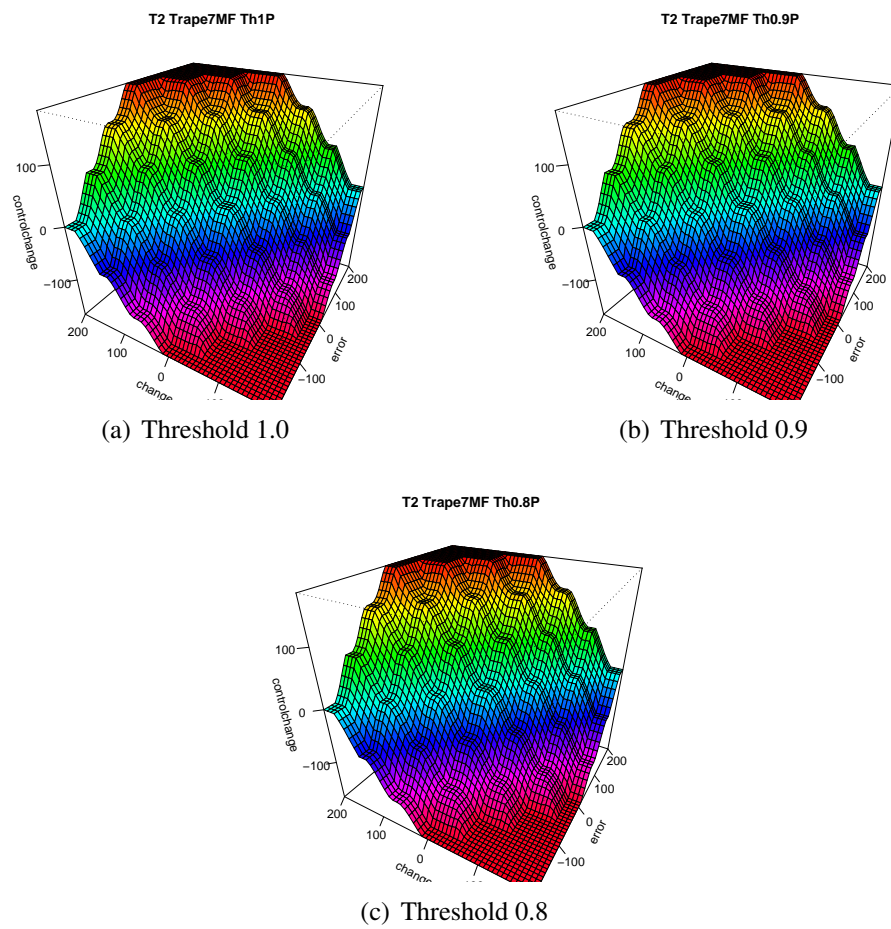 T2 Trape7MF Th1P
T2 Trape7MF Th0.9P
100
0
−100
controlchange
200
100
0
change
200
100
0
−100
error
100
0
−100
controlchange
200
100
0
change
200
100
0
−100
error
(a) Threshold 1.0
(b) Threshold 0.9
T2 Trape7MF Th0.8P
100
0
−100
controlchange
200
100
0
change
200
100
0
−100
error
(c) Threshold 0.8